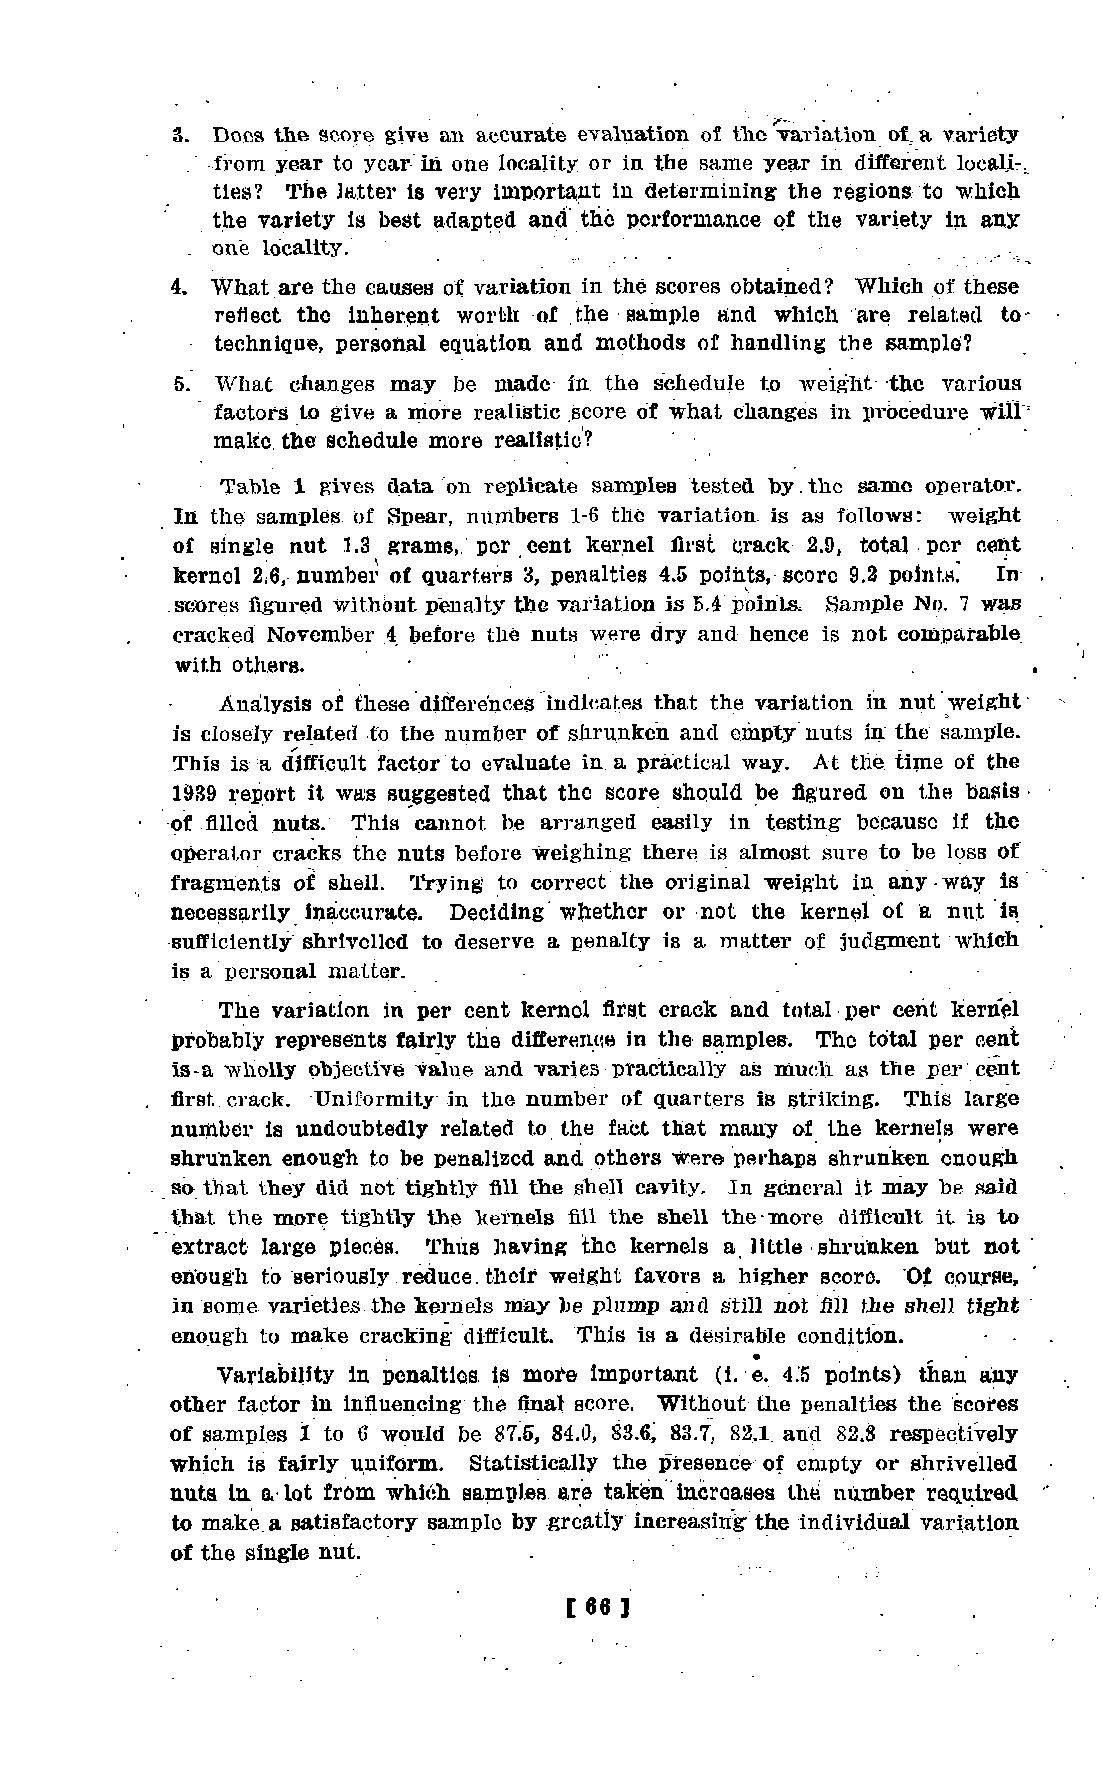 3. Does the score give an accurate evaluation of the variation of a variety
from year to year in one locality or in the same year in different locali-
ties? The latter is very important in determining the regions to which
the variety is best adapted and the performance of the variety in any
one locality.
4. What are the causes of variation in the scores obtained? Which of these
reflect the inherent worth of the sample and which are related to
technique, personal equation and methods of handling the sample?
5. What changes may be made in the schedule to weight the various
factors to give a more realistic score of what changes in procedure will
make the schedule more realistic?
Table 1 gives data on replicate samples tested by the same operator.
In the samples of Spear, numbers 1-6 the variation is as follows: weight
of single nut 1.3 grams, per cent kernel first crack 2.9, total per cent
kernel 2.6, number of quarters 3, penalties 4.5 points, score 9.2 points. In
scores figured without penalty the variation is 5.4 points. Sample No. 7 was
cracked November 4 before the nuts were dry and hence is not comparable
with others.
Analysis of these differences indicates that the variation in nut weight
is closely related to the number of shrunken and empty nuts in the sample.
This is a difficult factor to evaluate in a practical way. At the time of the
1939 report it was suggested that the score should be figured on the basis
of filled nuts. This cannot be arranged easily in testing because if the
operator cracks the nuts before weighing there is almost sure to be loss of
fragments of shell. Trying to correct the original weight in any way is
necessarily inaccurate. Deciding whether or not the kernel of a nut is
sufficiently shrivelled to deserve a penalty is a matter of judgment which
is a personal matter.
The variation in per cent kernel first crack and total per cent kernel
probably represents fairly the difference in the samples. The total per cent
is a wholly objective value and varies practically as much as the per cent
first crack. Uniformity in the number of quarters is striking. This large
number is undoubtedly related to the fact that many of the kernels were
shrunken enough to be penalized and others were perhaps shrunken enough
so that they did not tightly fill the shell cavity. In general it may be said
that the more tightly the kernels fill the shell the more difficult it is to
extract large pieces. Thus having the kernels a little shrunken but not
enough to seriously reduce their weight favors a higher score. Of course,
in some varieties the kernels may be plump and still not fill the shell tight
enough to make cracking difficult. This is a desirable condition.
Variability in penalties is more important (i. e. 4.5 points) than any
other factor in influencing the final score. Without the penalties the scores
of samples 1 to 6 would be 87.5, 84.0, 83.6, 83.7, 82.1 and 82.8 respectively
which is fairly uniform. Statistically the presence of empty or shrivelled
nuts in a lot from which samples are taken increases the number required
to make a satisfactory sample by greatly increasing the individual variation
of the single nut.
[ 66 ]